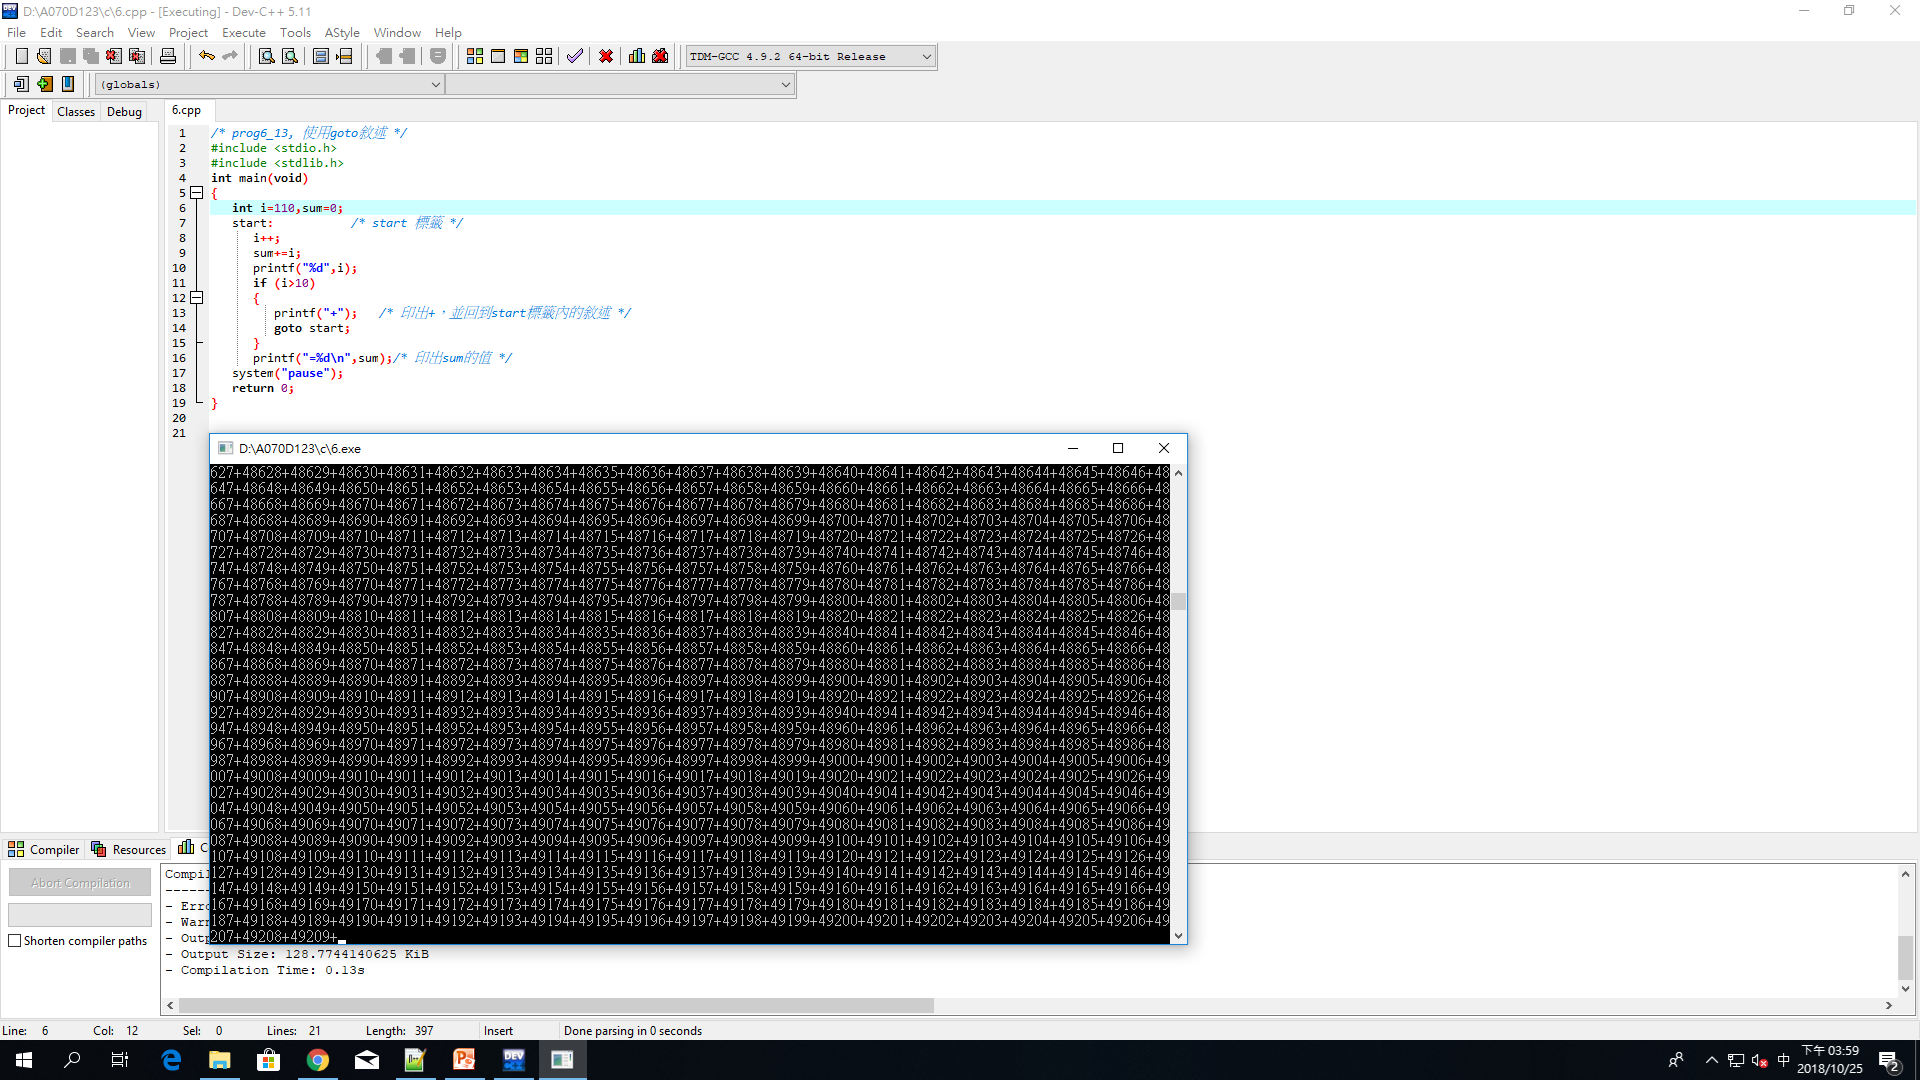 D:\A070D123\c\6.cpp - [Executing] - Dev-C++ 5.11
File Edit Search View Project Execute Tools AStyle Window Help
TDM-GCC 4.9.2 64-bit Release
(globals)
Project Classes Debug
6.cpp
1 /* prog6_13, 使用goto敘述 */
2 #include <stdio.h>
3 #include <stdlib.h>
4 int main(void)
5 {
6 int i=110,sum=0;
7 start: /* start 標籤 */
8 i++;
9 sum+=i;
10 printf("%d",i);
11 if (i>10)
12 {
13 printf("+"); /* 印出+，並回到start標籤內的敘述 */
14 goto start;
15 }
16 printf("=%d\n",sum);/* 印出sum的值 */
17 system("pause");
18 return 0;
19 }
20
21
D:\A070D123\c\6.exe
627+48628+48629+48630+48631+48632+48633+48634+48635+48636+48637+48638+48639+48640+48641+48642+48643+48644+48645+48646+48
647+48648+48649+48650+48651+48652+48653+48654+48655+48656+48657+48658+48659+48660+48661+48662+48663+48664+48665+48666+48
667+48668+48669+48670+48671+48672+48673+48674+48675+48676+48677+48678+48679+48680+48681+48682+48683+48684+48685+48686+48
687+48688+48689+48690+48691+48692+48693+48694+48695+48696+48697+48698+48699+48700+48701+48702+48703+48704+48705+48706+48
707+48708+48709+48710+48711+48712+48713+48714+48715+48716+48717+48718+48719+48720+48721+48722+48723+48724+48725+48726+48
727+48728+48729+48730+48731+48732+48733+48734+48735+48736+48737+48738+48739+48740+48741+48742+48743+48744+48745+48746+48
747+48748+48749+48750+48751+48752+48753+48754+48755+48756+48757+48758+48759+48760+48761+48762+48763+48764+48765+48766+48
767+48768+48769+48770+48771+48772+48773+48774+48775+48776+48777+48778+48779+48780+48781+48782+48783+48784+48785+48786+48
787+48788+48789+48790+48791+48792+48793+48794+48795+48796+48797+48798+48799+48800+48801+48802+48803+48804+48805+48806+48
807+48808+48809+48810+48811+48812+48813+48814+48815+48816+48817+48818+48819+48820+48821+48822+48823+48824+48825+48826+48
827+48828+48829+48830+48831+48832+48833+48834+48835+48836+48837+48838+48839+48840+48841+48842+48843+48844+48845+48846+48
847+48848+48849+48850+48851+48852+48853+48854+48855+48856+48857+48858+48859+48860+48861+48862+48863+48864+48865+48866+48
867+48868+48869+48870+48871+48872+48873+48874+48875+48876+48877+48878+48879+48880+48881+48882+48883+48884+48885+48886+48
887+48888+48889+48890+48891+48892+48893+48894+48895+48896+48897+48898+48899+48900+48901+48902+48903+48904+48905+48906+48
907+48908+48909+48910+48911+48912+48913+48914+48915+48916+48917+48918+48919+48920+48921+48922+48923+48924+48925+48926+48
927+48928+48929+48930+48931+48932+48933+48934+48935+48936+48937+48938+48939+48940+48941+48942+48943+48944+48945+48946+48
947+48948+48949+48950+48951+48952+48953+48954+48955+48956+48957+48958+48959+48960+48961+48962+48963+48964+48965+48966+48
967+48968+48969+48970+48971+48972+48973+48974+48975+48976+48977+48978+48979+48980+48981+48982+48983+48984+48985+48986+48
987+48988+48989+48990+48991+48992+48993+48994+48995+48996+48997+48998+48999+49000+49001+49002+49003+49004+49005+49006+49
007+49008+49009+49010+49011+49012+49013+49014+49015+49016+49017+49018+49019+49020+49021+49022+49023+49024+49025+49026+49
027+49028+49029+49030+49031+49032+49033+49034+49035+49036+49037+49038+49039+49040+49041+49042+49043+49044+49045+49046+49
047+49048+49049+49050+49051+49052+49053+49054+49055+49056+49057+49058+49059+49060+49061+49062+49063+49064+49065+49066+49
067+49068+49069+49070+49071+49072+49073+49074+49075+49076+49077+49078+49079+49080+49081+49082+49083+49084+49085+49086+49
087+49088+49089+49090+49091+49092+49093+49094+49095+49096+49097+49098+49099+49100+49101+49102+49103+49104+49105+49106+49
107+49108+49109+49110+49111+49112+49113+49114+49115+49116+49117+49118+49119+49120+49121+49122+49123+49124+49125+49126+49
127+49128+49129+49130+49131+49132+49133+49134+49135+49136+49137+49138+49139+49140+49141+49142+49143+49144+49145+49146+49
147+49148+49149+49150+49151+49152+49153+49154+49155+49156+49157+49158+49159+49160+49161+49162+49163+49164+49165+49166+49
167+49168+49169+49170+49171+49172+49173+49174+49175+49176+49177+49178+49179+49180+49181+49182+49183+49184+49185+49186+49
187+49188+49189+49190+49191+49192+49193+49194+49195+49196+49197+49198+49199+49200+49201+49202+49203+49204+49205+49206+49
207+49208+49209+
Compiler Resources C
Abort Compilation
Shorten compiler paths
Compil
-------
- Erro
- Warn
- Outp
- Output Size: 128.7744140625 KiB
- Compilation Time: 0.13s
Line: 6 Col: 12 Sel: 0 Lines: 21 Length: 397 Insert Done parsing in 0 seconds
中 下午 03:59
2018/10/25 2